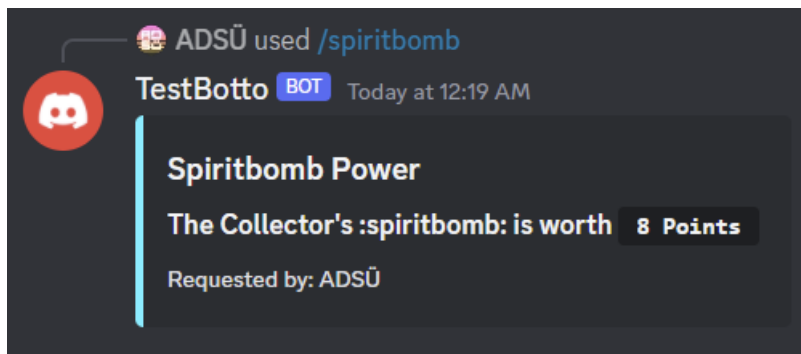 ADSÜ used /spiritbomb
TestBotto BOT Today at 12:19 AM
Spiritbomb Power
The Collector's :spiritbomb: is worth 8 Points
Requested by: ADSÜ